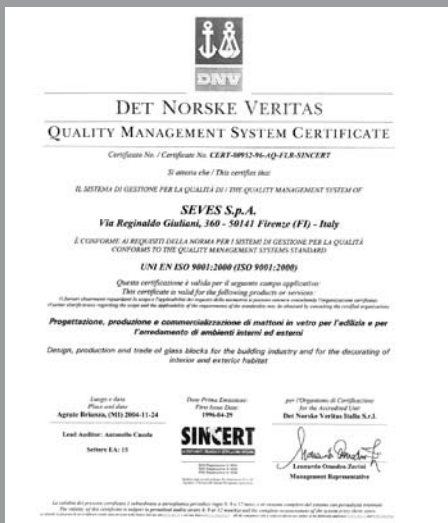 DNV
DET NORSKE VERITAS
QUALITY MANAGEMENT SYSTEM CERTIFICATE
Certificato No. / Certificate No. CERT-00952-96-AQ-FLR-SINCERT
Si attesta che / This certifies that
IL SISTEMA DI GESTIONE PER LA QUALITÀ DI / THE QUALITY MANAGEMENT SYSTEM OF
SEVES S.p.A.
Via Reginaldo Giuliani, 360 - 50141 Firenze (FI) - Italy
È CONFORME AI REQUISITI DELLA NORMA PER I SISTEMI DI GESTIONE PER LA QUALITÀ
CONFORMS TO THE QUALITY MANAGEMENT SYSTEMS STANDARD
UNI EN ISO 9001:2000 (ISO 9001:2000)
Questa certificazione è valida per il seguente campo applicativo:
This certificate is valid for the following products or services:
Progettazione, produzione e commercializzazione di mattoni in vetro per l'edilizia e per
l'arredamento di ambienti interni ed esterni
Design, production and trade of glass blocks for the building industry and for the decorating of
interior and exterior habitat
Luogo e data
Place and date
Agrate Brianza, (MI) 2004-11-24
Data Prima Emissione:
First Issue Date:
1996-04-29
per l'Organismo di Certificazione
for the Accredited Unit
Det Norske Veritas Italia S.r.l.
Lead Auditor: Antonello
Settore EA: 15
SINCERT
Leonardo Omodeo Zorini
Management Representative